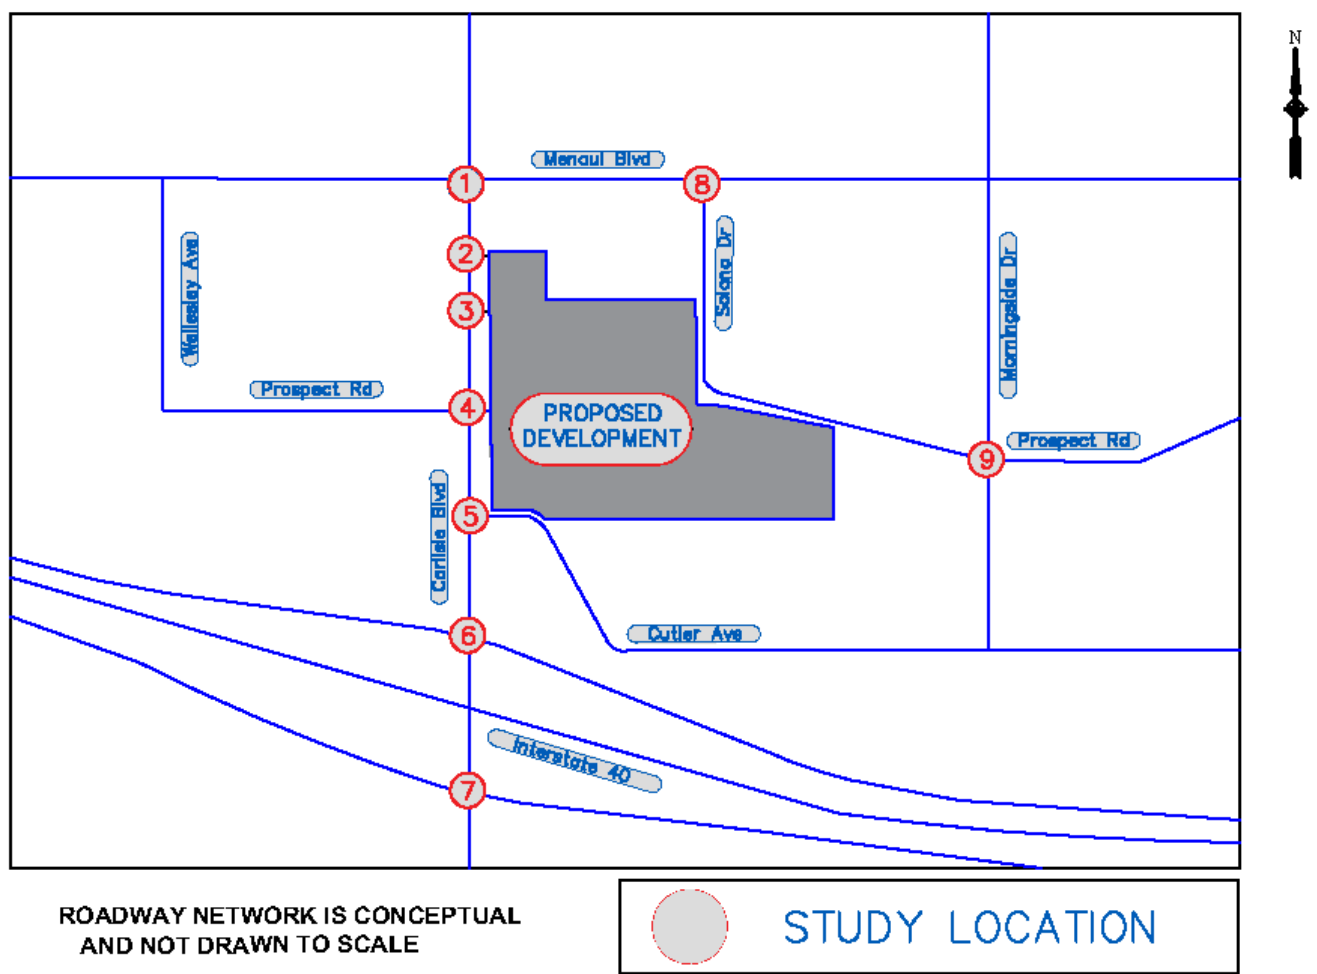 N
Menaul Blvd
1
8
Wellesley Ave
2
Solano Dr
Morningside Dr
3
Prospect Rd
4
PROPOSED
DEVELOPMENT
Prospect Rd
9
Carlisle Blvd
5
6
Cutler Ave
Interstate 40
7
ROADWAY NETWORK IS CONCEPTUAL
AND NOT DRAWN TO SCALE
STUDY LOCATION